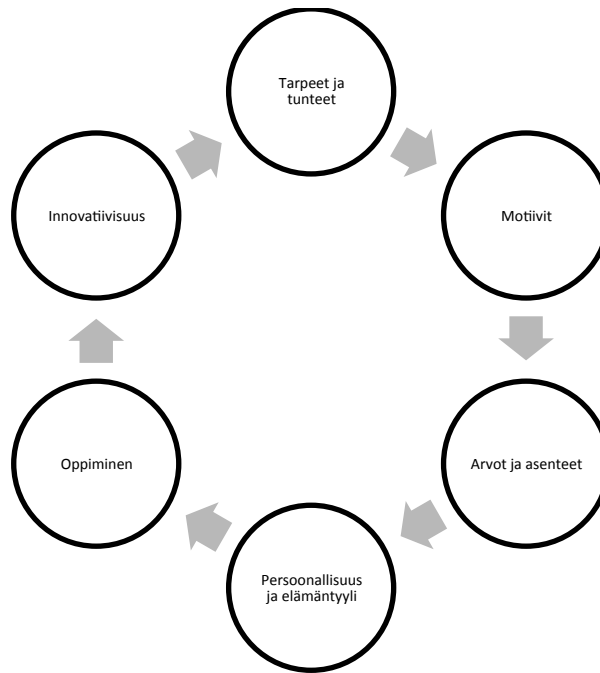 Tarpeet ja
tunteet
Motiivit
Arvot ja asenteet
Persoonallisuus
ja elämäntyyli
Oppiminen
Innovatiivisuus